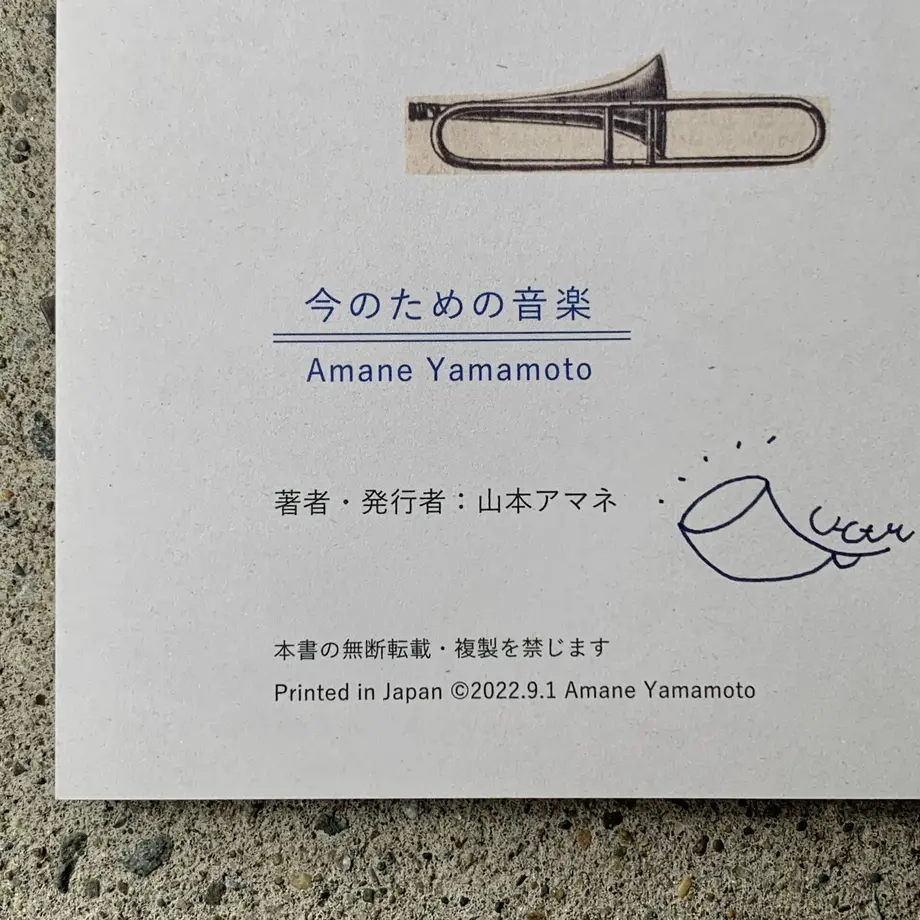 今のための音楽
Amane Yamamoto
著者・発行者：山本アマネ
本書の無断転載・複製を禁じます
Printed in Japan ©2022.9.1 Amane Yamamoto